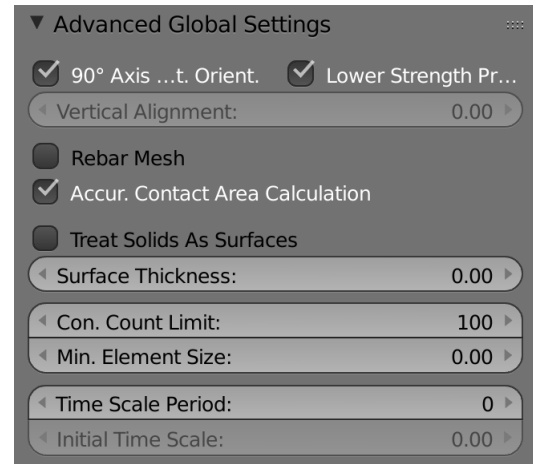 Advanced Global Settings
90° Axis ...t. Orient. Lower Strength Pr...
Vertical Alignment: 0.00
Rebar Mesh
Accur. Contact Area Calculation
Treat Solids As Surfaces
Surface Thickness: 0.00
Con. Count Limit: 100
Min. Element Size: 0.00
Time Scale Period: 0
Initial Time Scale: 0.00